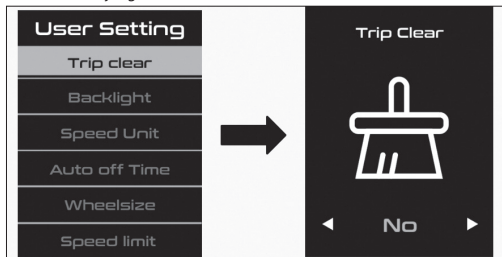 User Setting
Trip clear
Backlight
Speed Unit
Auto off Time
Wheelsize
Speed limit
Trip Clear
No